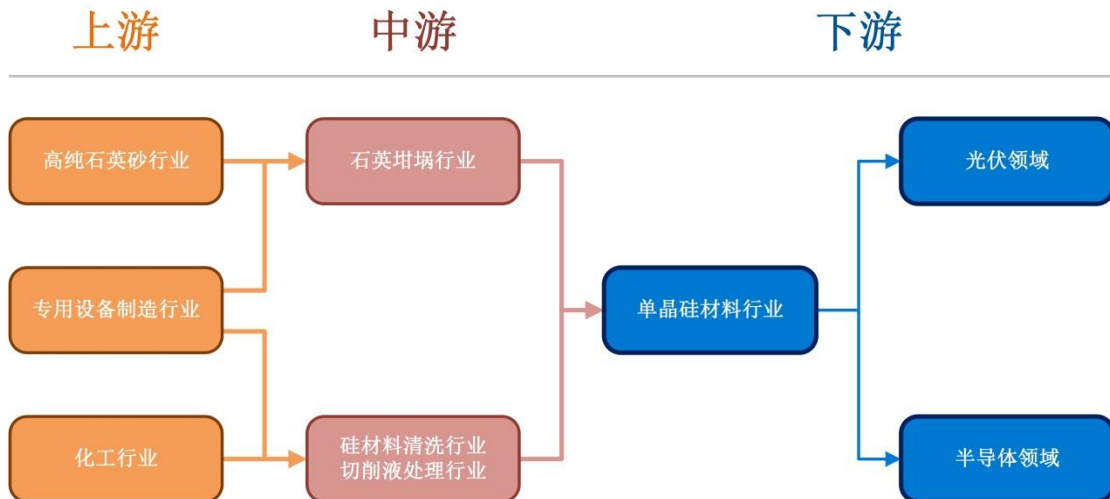 上游
中游
下游
高纯石英砂行业
石英坩埚行业
光伏领域
专用设备制造行业
单晶硅材料行业
化工行业
硅材料清洗行业
切削液处理行业
半导体领域